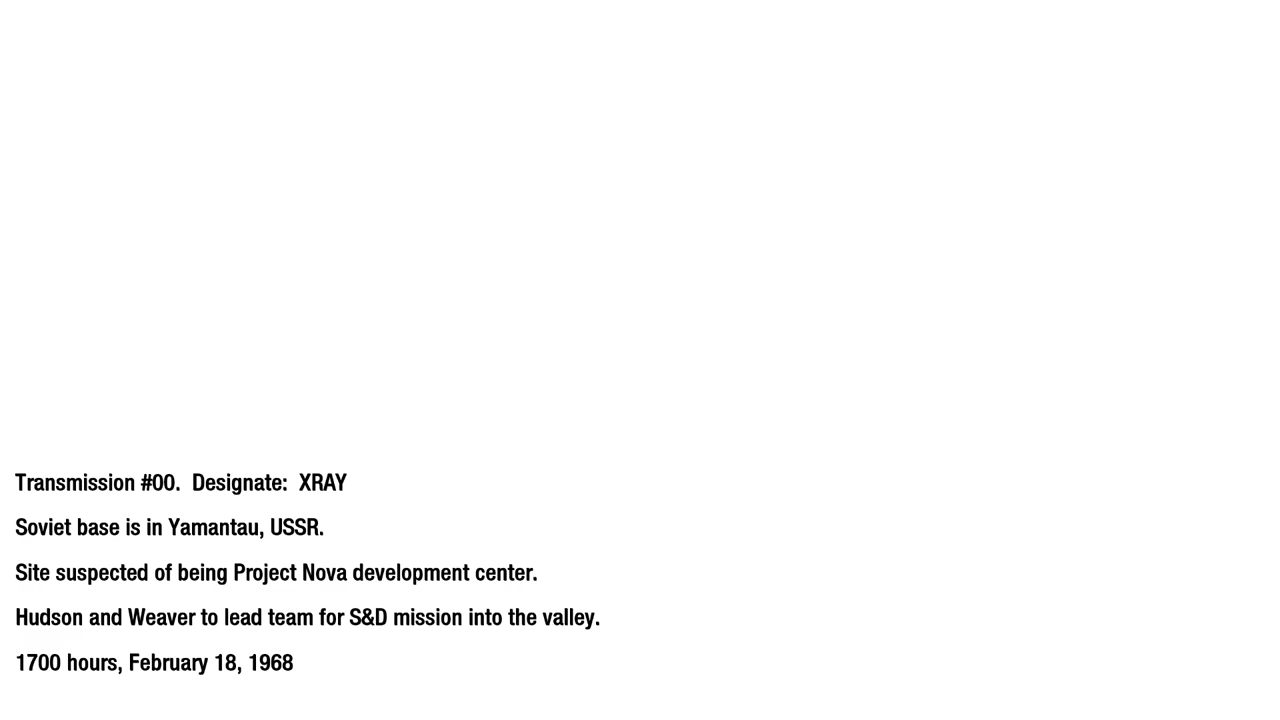 Transmission #00.  Designate:  XRAY
Soviet base is in Yamantau, USSR.
Site suspected of being Project Nova development center.
Hudson and Weaver to lead team for S&D mission into the valley.
1700 hours, February 18, 1968